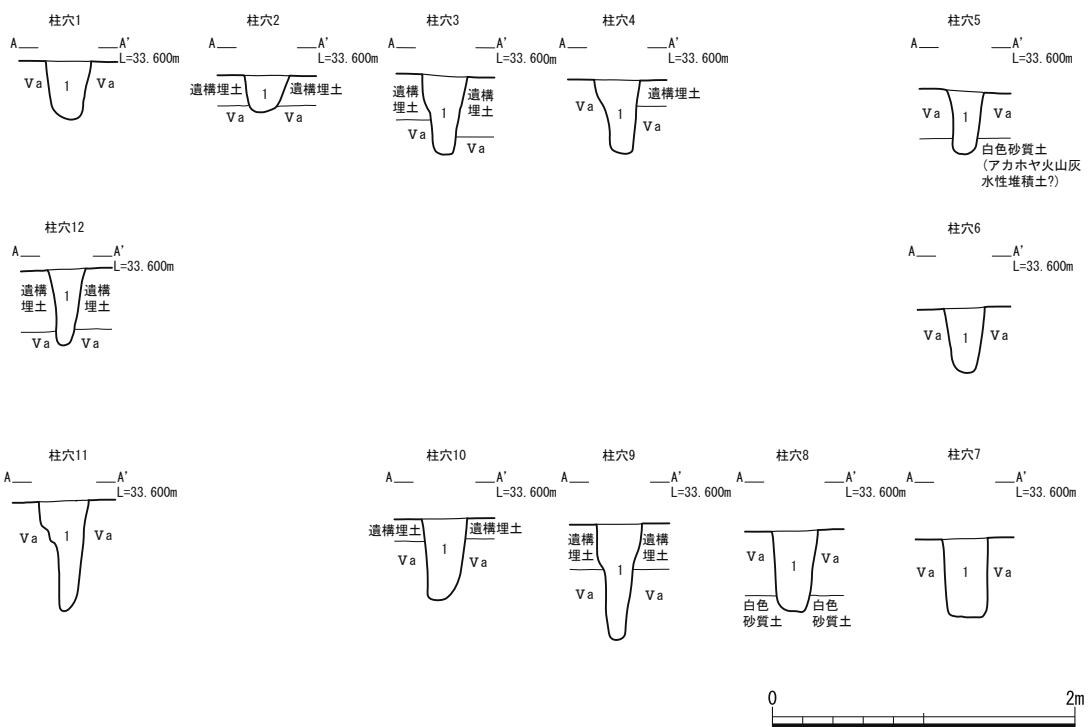 柱穴1
A A'
L=33.600m
Ⅴa 1 Ⅴa
柱穴2
A A'
L=33.600m
遺構埋土 1 遺構埋土
Ⅴa Ⅴa
柱穴3
A A'
L=33.600m
遺構 遺構
埋土 1 埋土
Ⅴa Ⅴa
柱穴4
A A'
L=33.600m
遺構埋土
Ⅴa 1
Ⅴa
柱穴5
A A'
L=33.600m
Ⅴa 1 Ⅴa
白色砂質土
(アカホヤ火山灰
水性堆積土?)
柱穴12
A A'
L=33.600m
遺構 1 遺構
埋土 埋土
Ⅴa Ⅴa
柱穴6
A A'
L=33.600m
Ⅴa 1 Ⅴa
柱穴11
A A'
L=33.600m
Ⅴa 1 Ⅴa
柱穴10
A A'
L=33.600m
遺構埋土 遺構埋土
Ⅴa 1 Ⅴa
柱穴9
A A'
L=33.600m
遺構 遺構
埋土 埋土
1
Ⅴa Ⅴa
柱穴8
A A'
L=33.600m
Ⅴa 1 Ⅴa
白色 白色
砂質土 砂質土
柱穴7
A A'
L=33.600m
Ⅴa 1 Ⅴa
0 2m